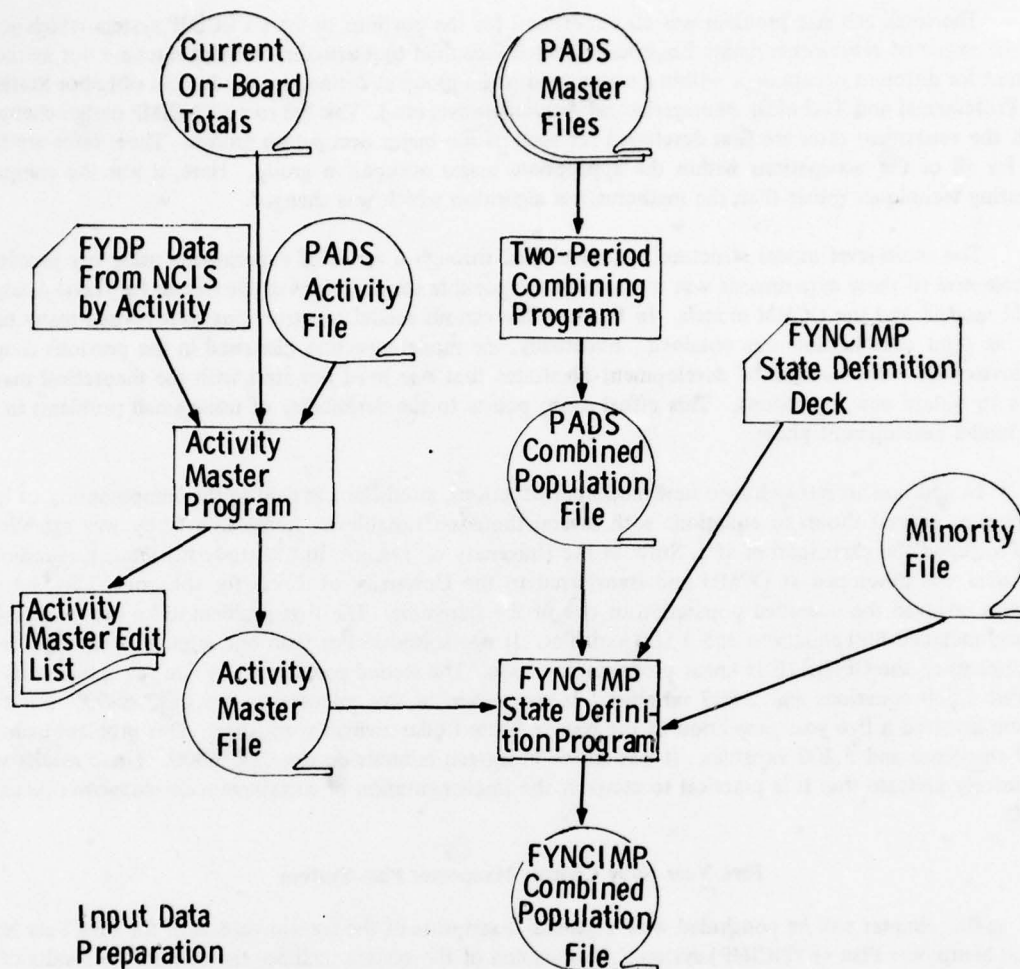 Current
On-Board
Totals
PADS
Master
Files
FYDP Data
From NCIS
by Activity
PADS
Activity
File
Two-Period
Combining
Program
FYNCIMP
State Definition
Deck
Activity
Master
Program
PADS
Combined
Population
File
Minority
File
Activity
Master Edit
List
Activity
Master
File
FYNCIMP
State Defini-
tion Program
FYNCIMP
Combined
Population
File
Input Data
Preparation